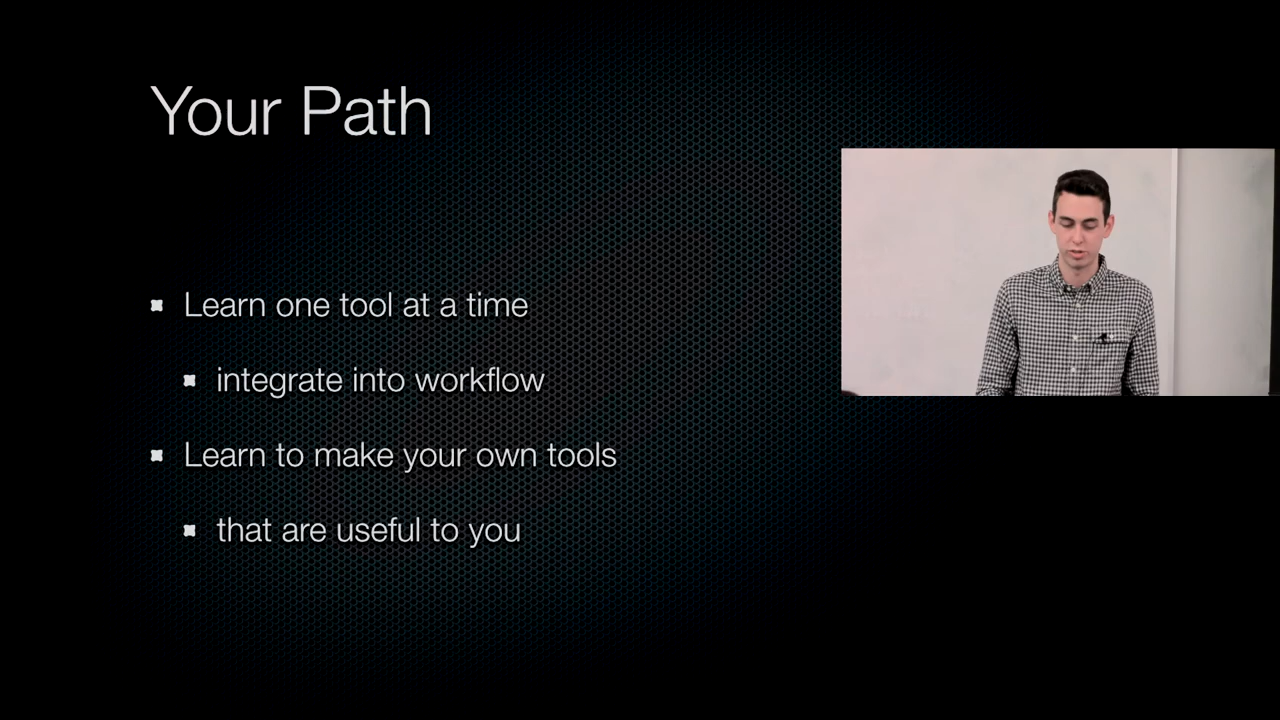 Your Path
Learn one tool at a time
integrate into workflow
Learn to make your own tools
that are useful to you